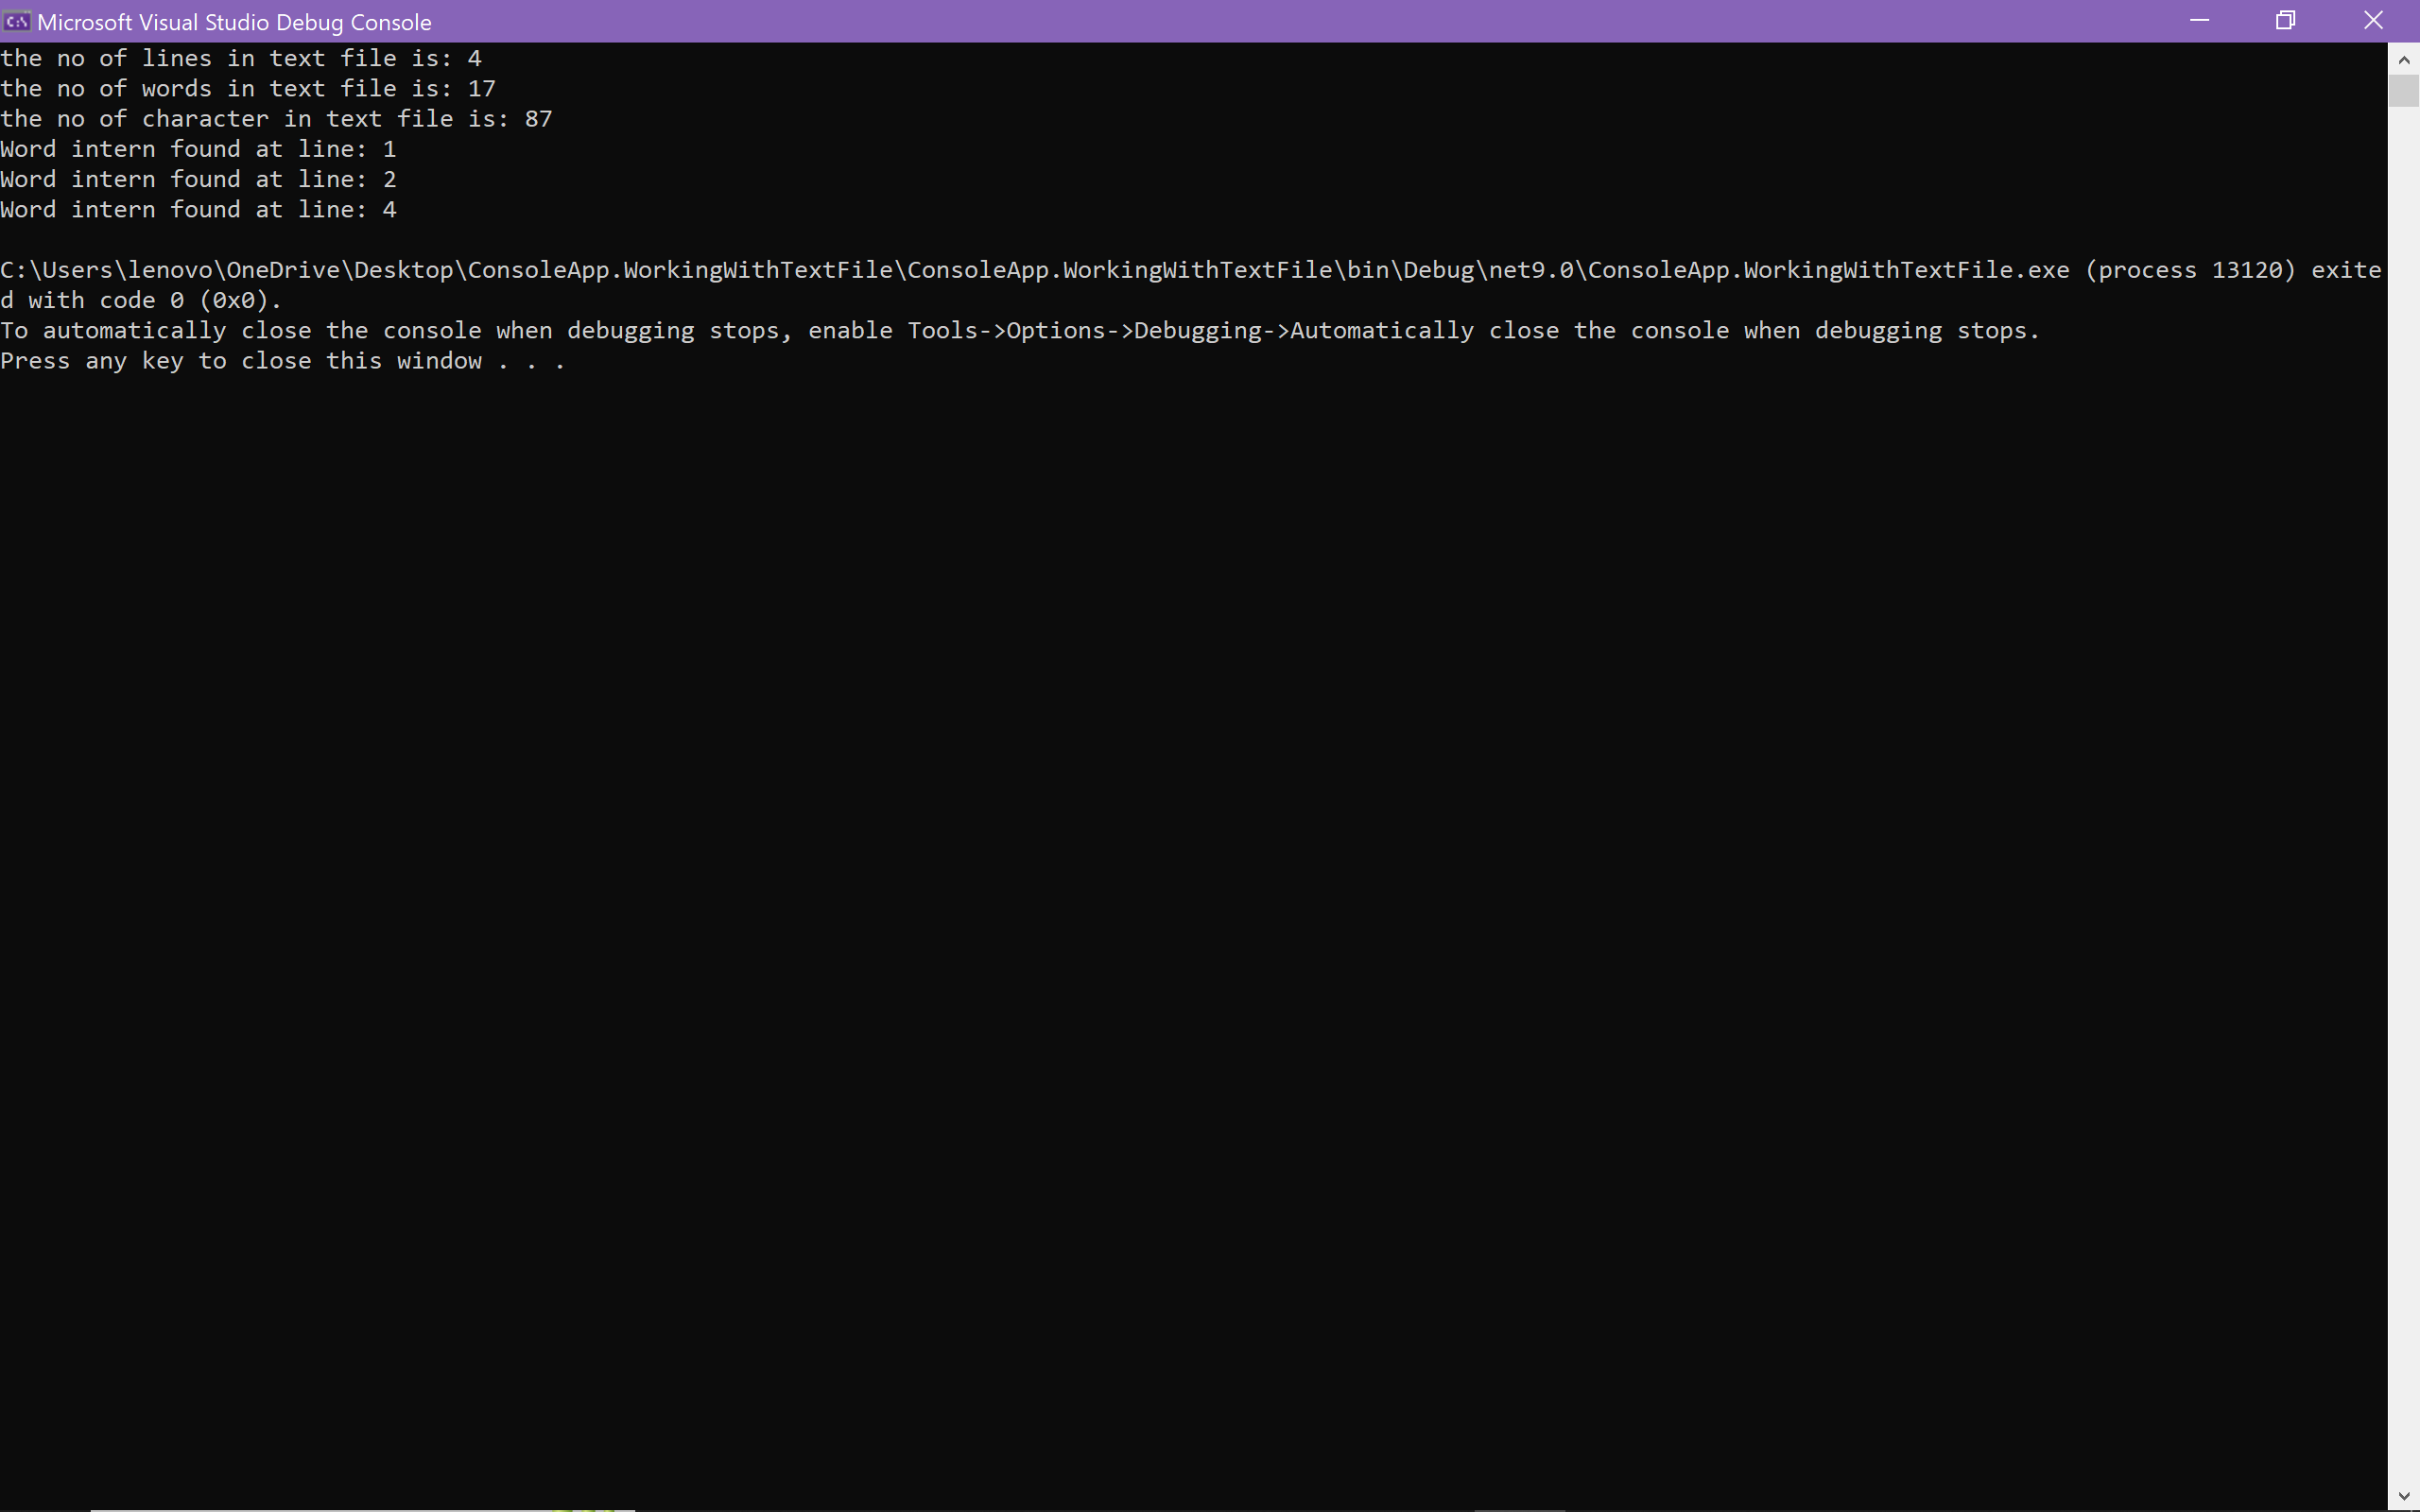 Microsoft Visual Studio Debug Console
the no of lines in text file is: 4
the no of words in text file is: 17
the no of character in text file is: 87
Word intern found at line: 1
Word intern found at line: 2
Word intern found at line: 4
C:\Users\lenovo\OneDrive\Desktop\ConsoleApp.WorkingWithTextFile\ConsoleApp.WorkingWithTextFile\bin\Debug\net9.0\ConsoleApp.WorkingWithTextFile.exe (process 13120) exite
d with code 0 (0x0).
To automatically close the console when debugging stops, enable Tools->Options->Debugging->Automatically close the console when debugging stops.
Press any key to close this window . . .